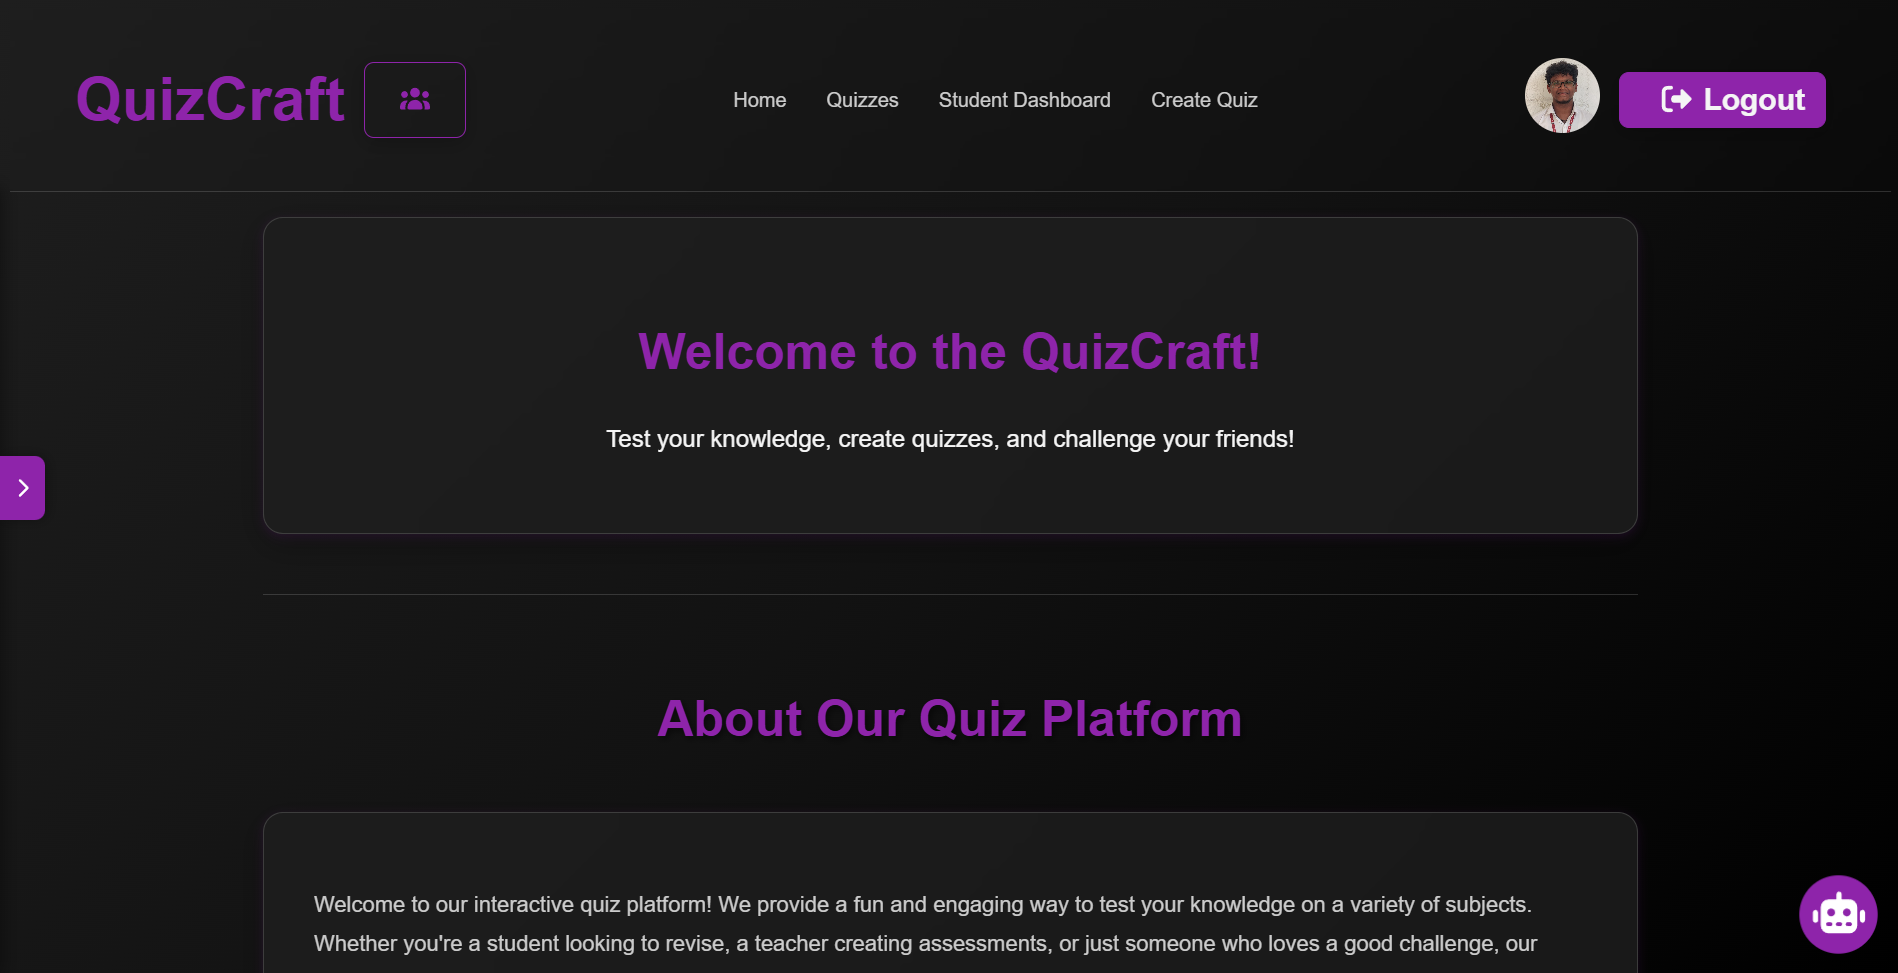 QuizCraft
Home
Quizzes
Student Dashboard
Create Quiz
Logout
Welcome to the QuizCraft!
Test your knowledge, create quizzes, and challenge your friends!
About Our Quiz Platform
Welcome to our interactive quiz platform! We provide a fun and engaging way to test your knowledge on a variety of subjects.
Whether you're a student looking to revise, a teacher creating assessments, or just someone who loves a good challenge, our